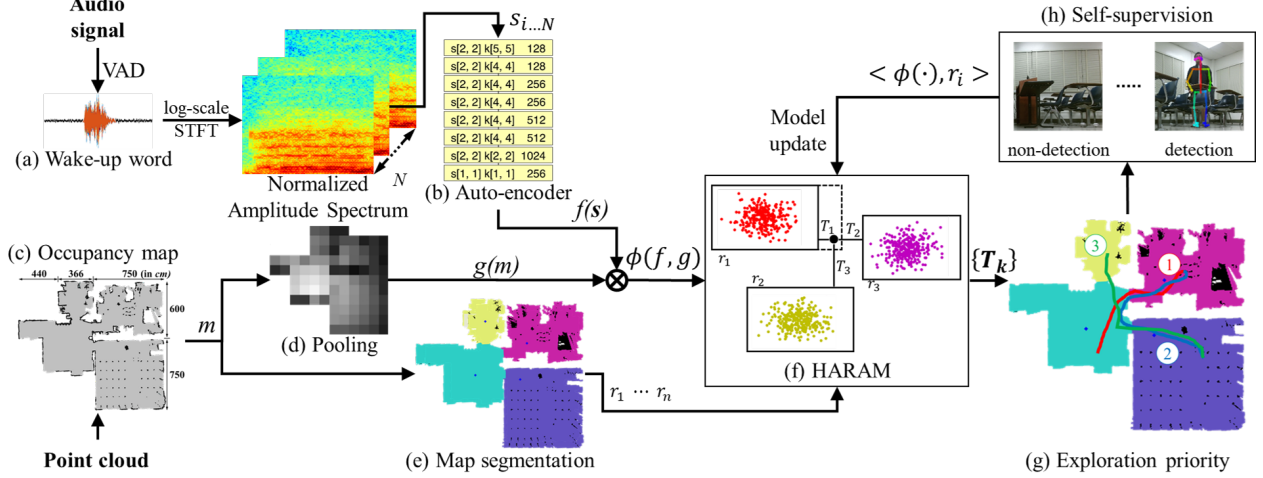 Audio
signal
VAD
log-scale
STFT
(a) Wake-up word
Normalized
Amplitude Spectrum
N
s_{i...N}
s[2, 2] k[5, 5] 128
s[2, 2] k[4, 4] 128
s[2, 2] k[4, 4] 256
s[2, 2] k[4, 4] 256
s[2, 2] k[4, 4] 512
s[2, 2] k[4, 4] 512
s[2, 2] k[2, 2] 1024
s[1, 1] k[1, 1] 256
(b) Auto-encoder
f(s)
(c) Occupancy map
440 366 750 (in cm)
600
750
m
Point cloud
g(m)
(d) Pooling
(e) Map segmentation
r_1 ⋯ r_n
ϕ(f, g)
⊗
Model
update
< ϕ(·), r_i >
r_1
T_1
T_2
T_3
r_2
r_3
(f) HARAM
{T_k}
(h) Self-supervision
.....
non-detection
detection
3
1
2
(g) Exploration priority